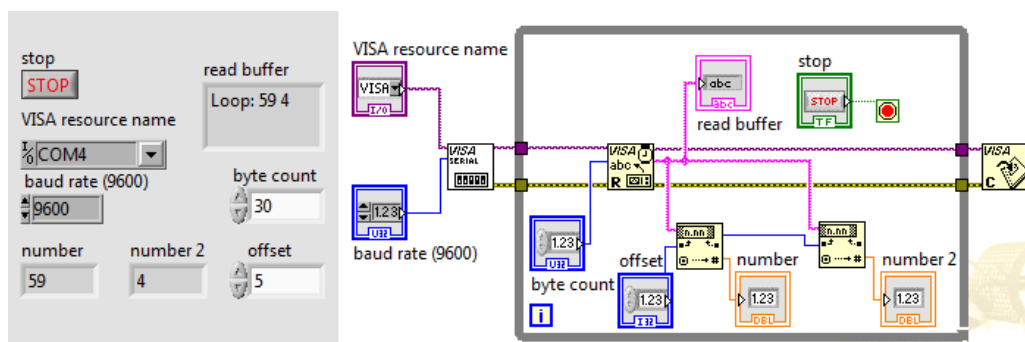 stop
STOP
read buffer
Loop: 59 4
VISA resource name
I/O COM4
baud rate (9600)
9600
byte count
30
number
59
number 2
4
offset
5
VISA resource name
VISA
I/O
1.23
U32
baud rate (9600)
VISA
SERIAL
abc
abc
read buffer
stop
STOP
TF
VISA
abc
R
VISA
C
1.23
U32
byte count
offset
1.23
I32
n.nn
#
number
1.23
DBL
n.nn
#
number 2
1.23
DBL
i